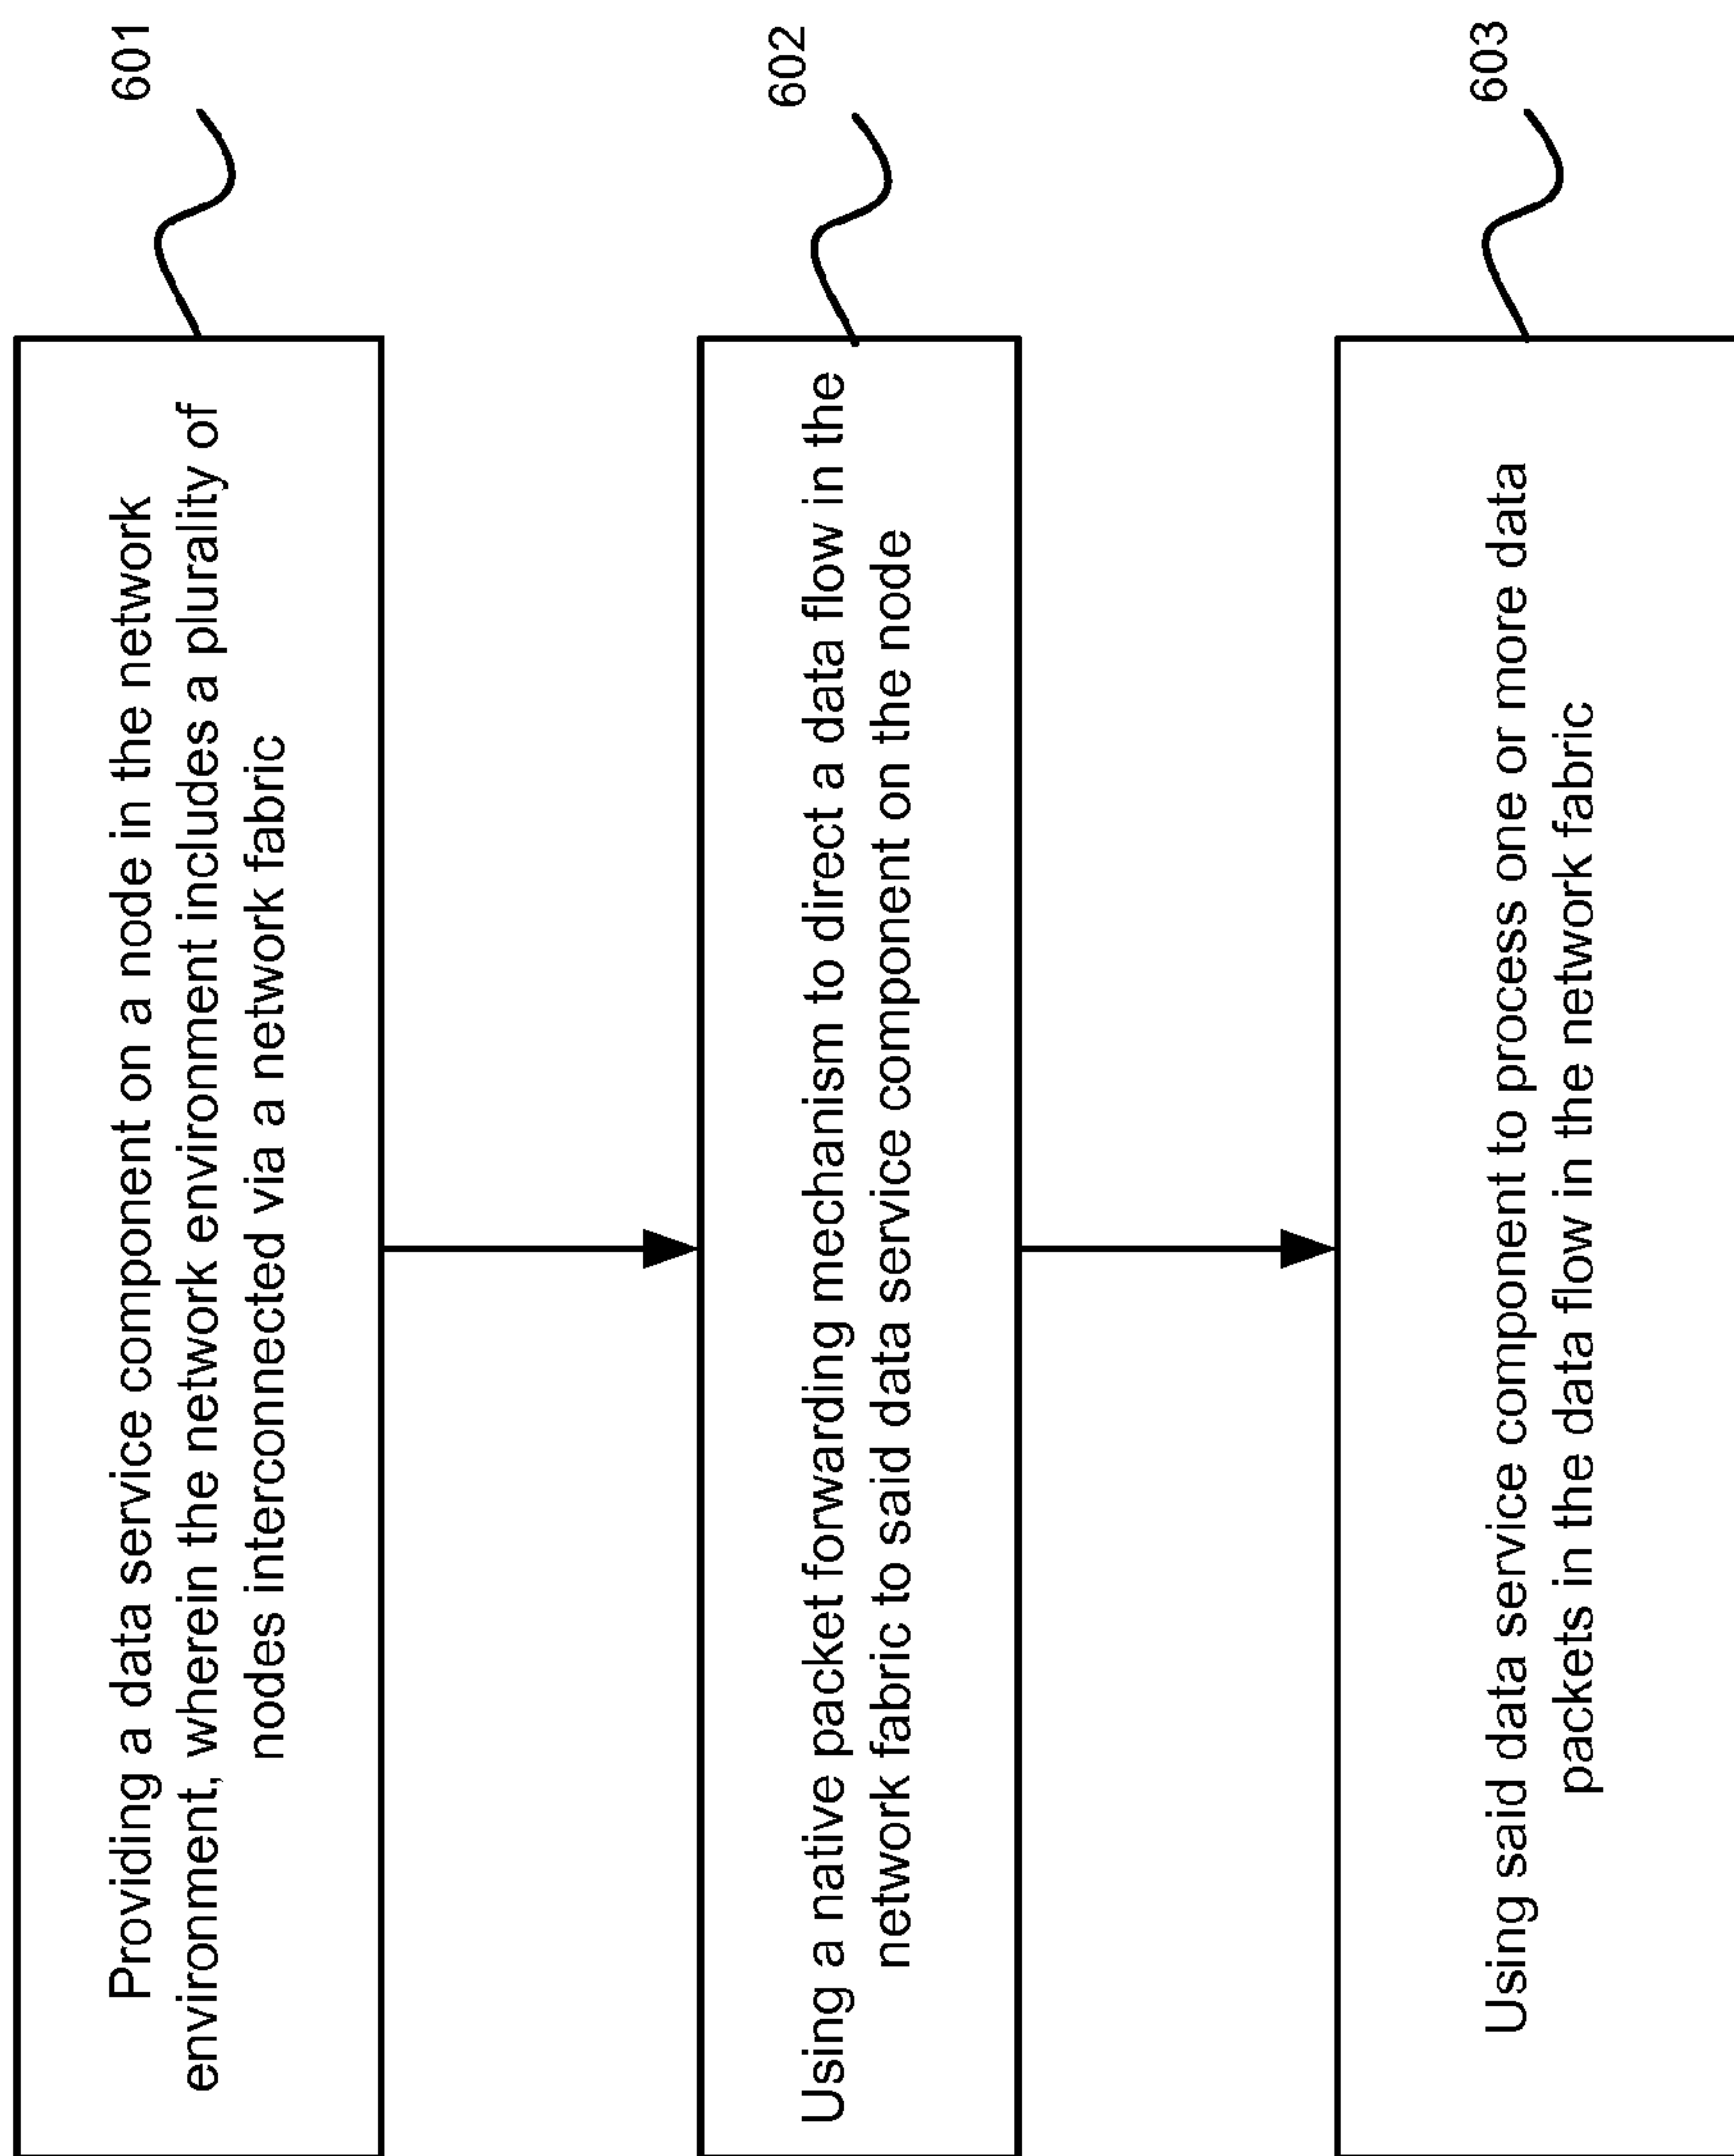 Providing a data service component on a node in the network
environment, wherein the network environment includes a plurality of
nodes interconnected via a network fabric
601
Using a native packet forwarding mechanism to direct a data flow in the
network fabric to said data service component on the node
602
Using said data service component to process one or more data
packets in the data flow in the network fabric
603